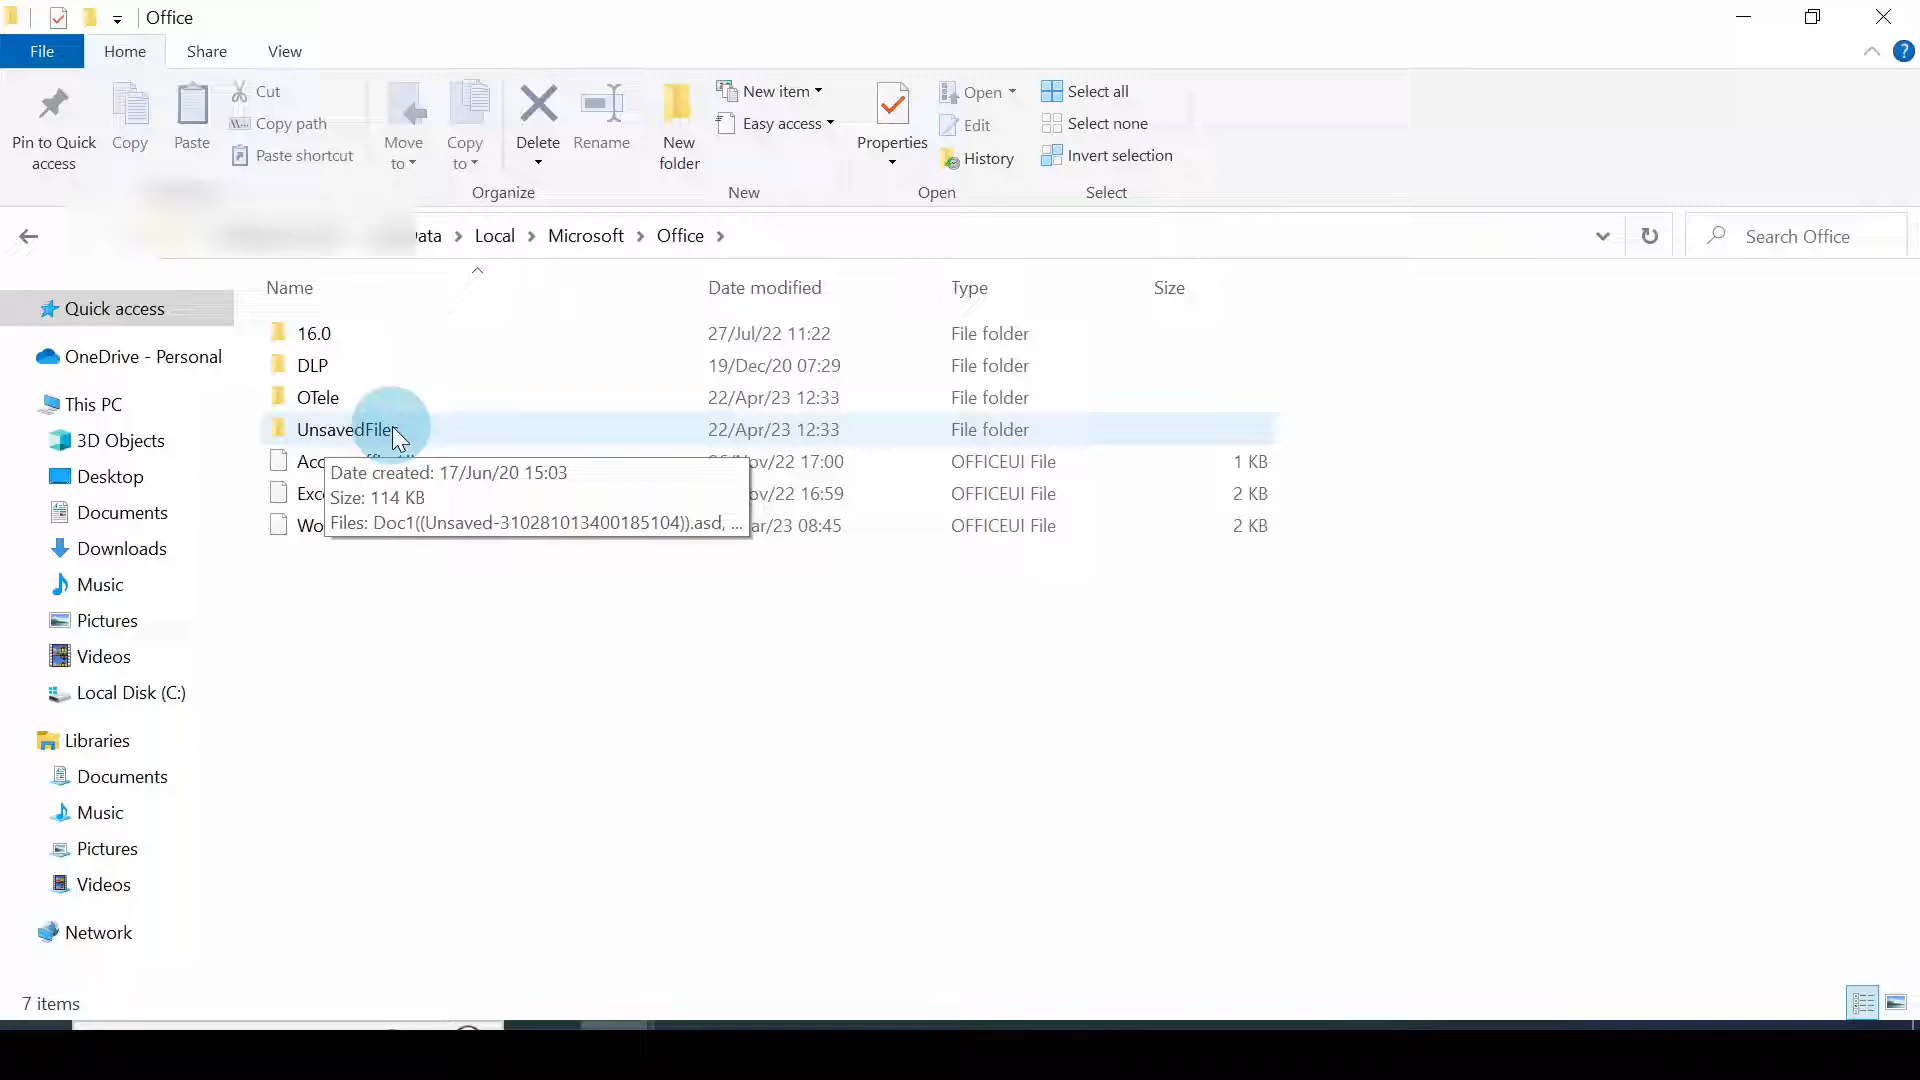 Office
File Home Share View
Pin to Quick access
Copy
Paste
Cut
Copy path
Paste shortcut
Move to
Copy to
Delete
Rename
New folder
New item
Easy access
Properties
Open
Edit
History
Select all
Select none
Invert selection
Organize
New
Open
Select
ata Local Microsoft Office
Search Office
Name Date modified Type Size
16.0 27/Jul/22 11:22 File folder
DLP 19/Dec/20 07:29 File folder
OTele 22/Apr/23 12:33 File folder
UnsavedFiles 22/Apr/23 12:33 File folder
Acc ov/22 17:00 OFFICEUI File 1 KB
Exc ov/22 16:59 OFFICEUI File 2 KB
Wo ar/23 08:45 OFFICEUI File 2 KB
Date created: 17/Jun/20 15:03
Size: 114 KB
Files: Doc1((Unsaved-310281013400185104)).asd, ...
Quick access
OneDrive - Personal
This PC
3D Objects
Desktop
Documents
Downloads
Music
Pictures
Videos
Local Disk (C:)
Libraries
Documents
Music
Pictures
Videos
Network
7 items